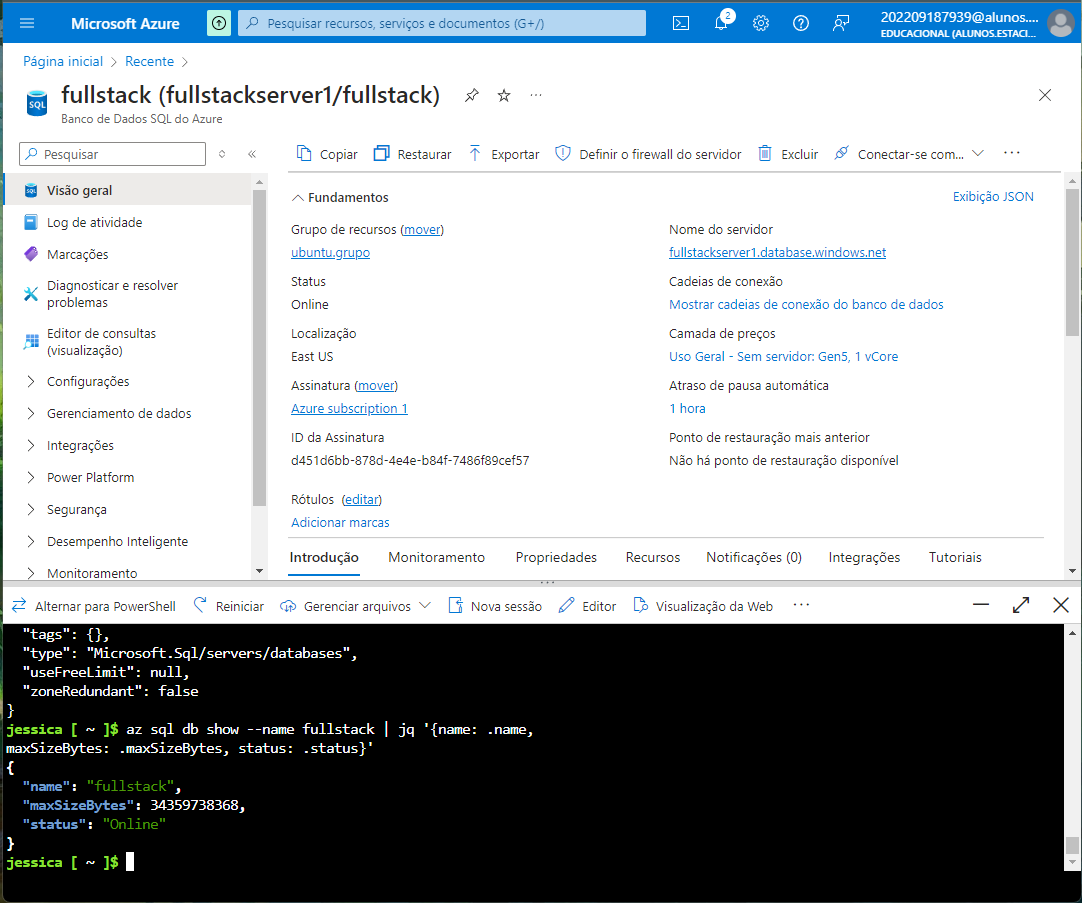 Microsoft Azure
Pesquisar recursos, serviços e documentos (G+/)
2
202209187939@alunos....
EDUCACIONAL (ALUNOS.ESTACI...
Página inicial > Recente >
SQL
fullstack (fullstackserver1/fullstack) ...
Banco de Dados SQL do Azure
Pesquisar
«
Copiar
Restaurar
Exportar
Definir o firewall do servidor
Excluir
Conectar-se com...
...
Visão geral
Log de atividade
Marcações
Diagnosticar e resolver
problemas
Editor de consultas
(visualização)
Configurações
Gerenciamento de dados
Integrações
Power Platform
Segurança
Desempenho Inteligente
Monitoramento
Fundamentos
Exibição JSON
Grupo de recursos (mover)
ubuntu.grupo
Status
Online
Localização
East US
Assinatura (mover)
Azure subscription 1
ID da Assinatura
d451d6bb-878d-4e4e-b84f-7486f89cef57
Rótulos (editar)
Adicionar marcas
Nome do servidor
fullstackserver1.database.windows.net
Cadeias de conexão
Mostrar cadeias de conexão do banco de dados
Camada de preços
Uso Geral - Sem servidor: Gen5, 1 vCore
Atraso de pausa automática
1 hora
Ponto de restauração mais anterior
Não há ponto de restauração disponível
Introdução
Monitoramento
Propriedades
Recursos
Notificações (0)
Integrações
Tutoriais
Alternar para PowerShell
Reiniciar
Gerenciar arquivos
Nova sessão
Editor
Visualização da Web
...
"tags": {},
"type": "Microsoft.Sql/servers/databases",
"useFreeLimit": null,
"zoneRedundant": false
}
jessica [ ~ ]$ az sql db show --name fullstack | jq '{name: .name,
maxSizeBytes: .maxSizeBytes, status: .status}'
{
"name": "fullstack",
"maxSizeBytes": 34359738368,
"status": "Online"
}
jessica [ ~ ]$